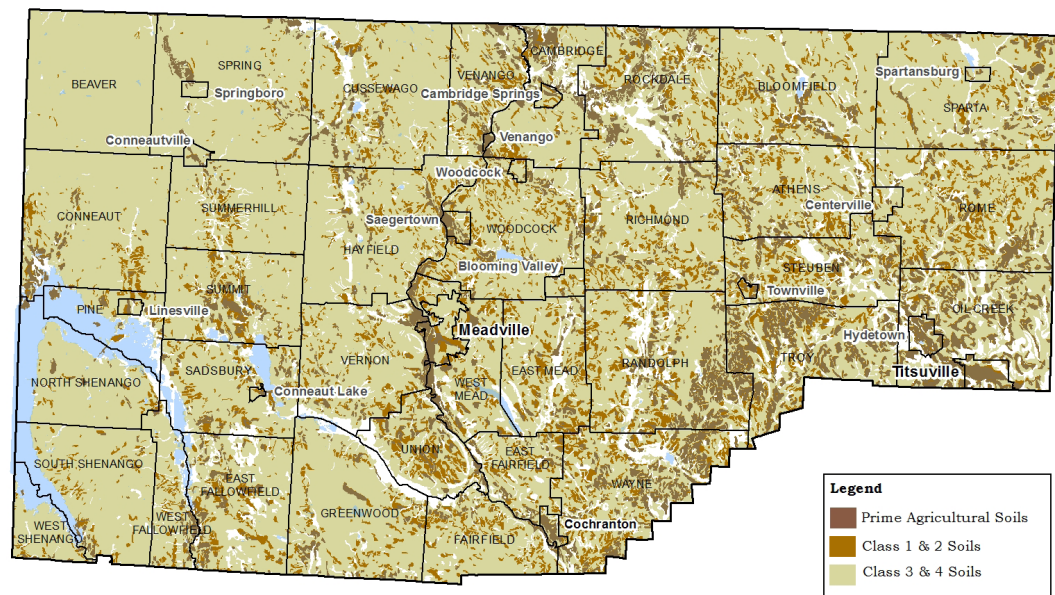 CAMBRIDGE
SPRING
BEAVER
CUSSEWAGO
VENANGO
ROCKDALE
BLOOMFIELD
Spartansburg
SPARTA
Springboro
Cambridge Springs
Conneautville
Venango
Woodcock
ATHENS
Centerville
ROME
CONNEAUT
SUMMERHILL
Saegertown
WOODCOCK
RICHMOND
HAYFIELD
Blooming Valley
STEUBEN
SUMMIT
Townville
PINE
Linesville
OIL CREEK
Meadville
Hydetown
VERNON
TROY
RANDOLPH
SADSBURY
WEST
MEAD
EAST MEAD
Titsuville
NORTH SHENANGO
Conneaut Lake
UNION
EAST
FAIRFIELD
SOUTH SHENANGO
EAST
FALLOWFIELD
WAYNE
GREENWOOD
WEST
FALLOWFIELD
WEST
SHENANGO
Cochranton
FAIRFIELD
Legend
Prime Agricultural Soils
Class 1 & 2 Soils
Class 3 & 4 Soils